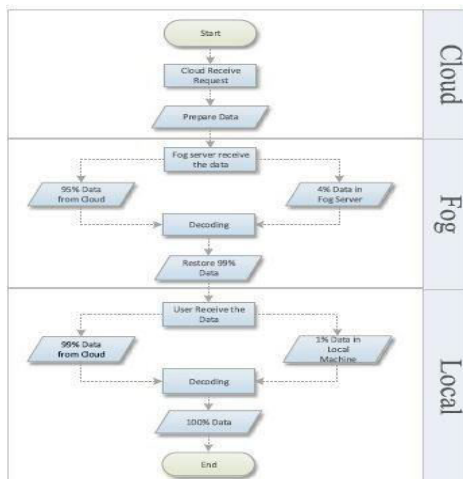 Start
Cloud Receive
Request
Prepare Data
Cloud
Fog server receive
the data
95% Data
from Cloud
4% Data in
Fog Server
Decoding
Restore 99%
Data
Fog
User Receive the
Data
99% Data
from Cloud
1% Data in
Local
Machine
Decoding
100% Data
End
Local